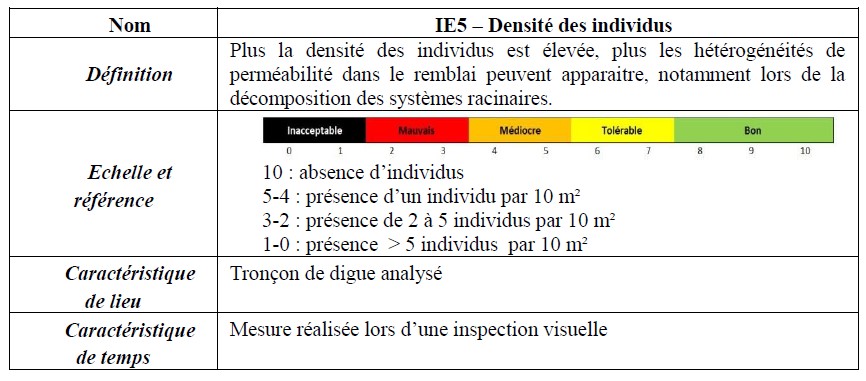 Nom
IE5 – Densité des individus
Définition
Plus la densité des individus est élevée, plus les hétérogénéités de
perméabilité dans le remblai peuvent apparaitre, notamment lors de la
décomposition des systèmes racinaires.
Echelle et
référence
Inacceptable Mauvais Médiocre Tolérable Bon
0 1 2 3 4 5 6 7 8 9 10
10 : absence d’individus
5-4 : présence d’un individu par 10 m²
3-2 : présence de 2 à 5 individus par 10 m²
1-0 : présence > 5 individus par 10 m²
Caractéristique
de lieu
Tronçon de digue analysé
Caractéristique
de temps
Mesure réalisée lors d’une inspection visuelle